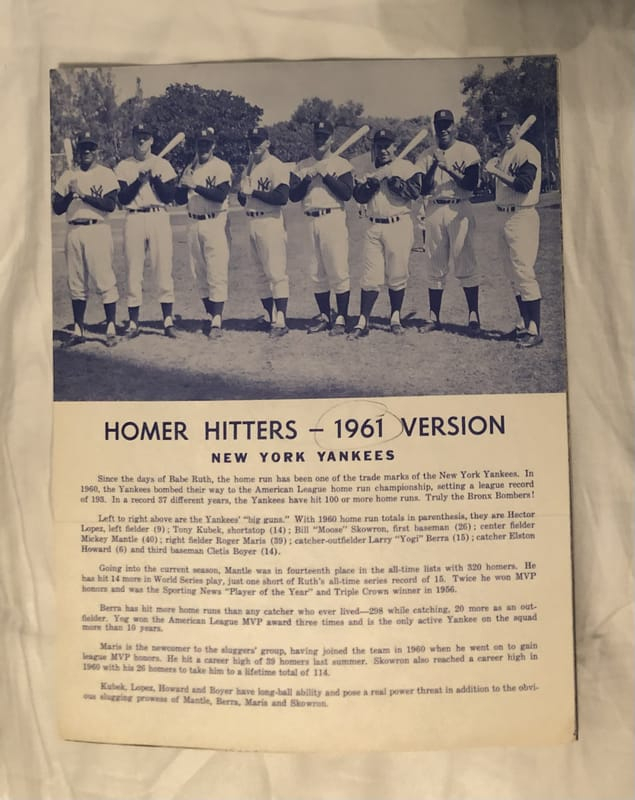 HOMER HITTERS – 1961 VERSION
NEW YORK YANKEES
Since the days of Babe Ruth, the home run has been one of the trade marks of the New York Yankees. In
1960, the Yankees bombed their way to the American League home run championship, setting a league record
of 193. In a record 37 different years, the Yankees have hit 100 or more home runs. Truly the Bronx Bombers!
Left to right above are the Yankees' "big guns." With 1960 home run totals in parenthesis, they are Hector
Lopez, left fielder (9); Tony Kubek, shortstop (14); Bill "Moose" Skowron, first baseman (26); center fielder
Mickey Mantle (40); right fielder Roger Maris (39); catcher-outfielder Larry "Yogi" Berra (15); catcher Elston
Howard (6) and third baseman Cletis Boyer (14).
Going into the current season, Mantle was in fourteenth place in the all-time lists with 320 homers. He
has hit 14 more in World Series play, just one short of Ruth's all-time series record of 15. Twice he won MVP
honors and was the Sporting News "Player of the Year" and Triple Crown winner in 1956.
Berra has hit more home runs than any catcher who ever lived—298 while catching, 20 more as an out-
fielder. Yog won the American League MVP award three times and is the only active Yankee on the squad
more than 10 years.
Maris is the newcomer to the sluggers' group, having joined the team in 1960 when he went on to gain
league MVP honors. He hit a career high of 39 homers last summer. Skowron also reached a career high in
1960 with his 26 homers to take him to a lifetime total of 114.
Kubek, Lopez, Howard and Boyer have long-ball ability and pose a real power threat in addition to the obvi-
ous slugging prowess of Mantle, Berra, Maris and Skowron.